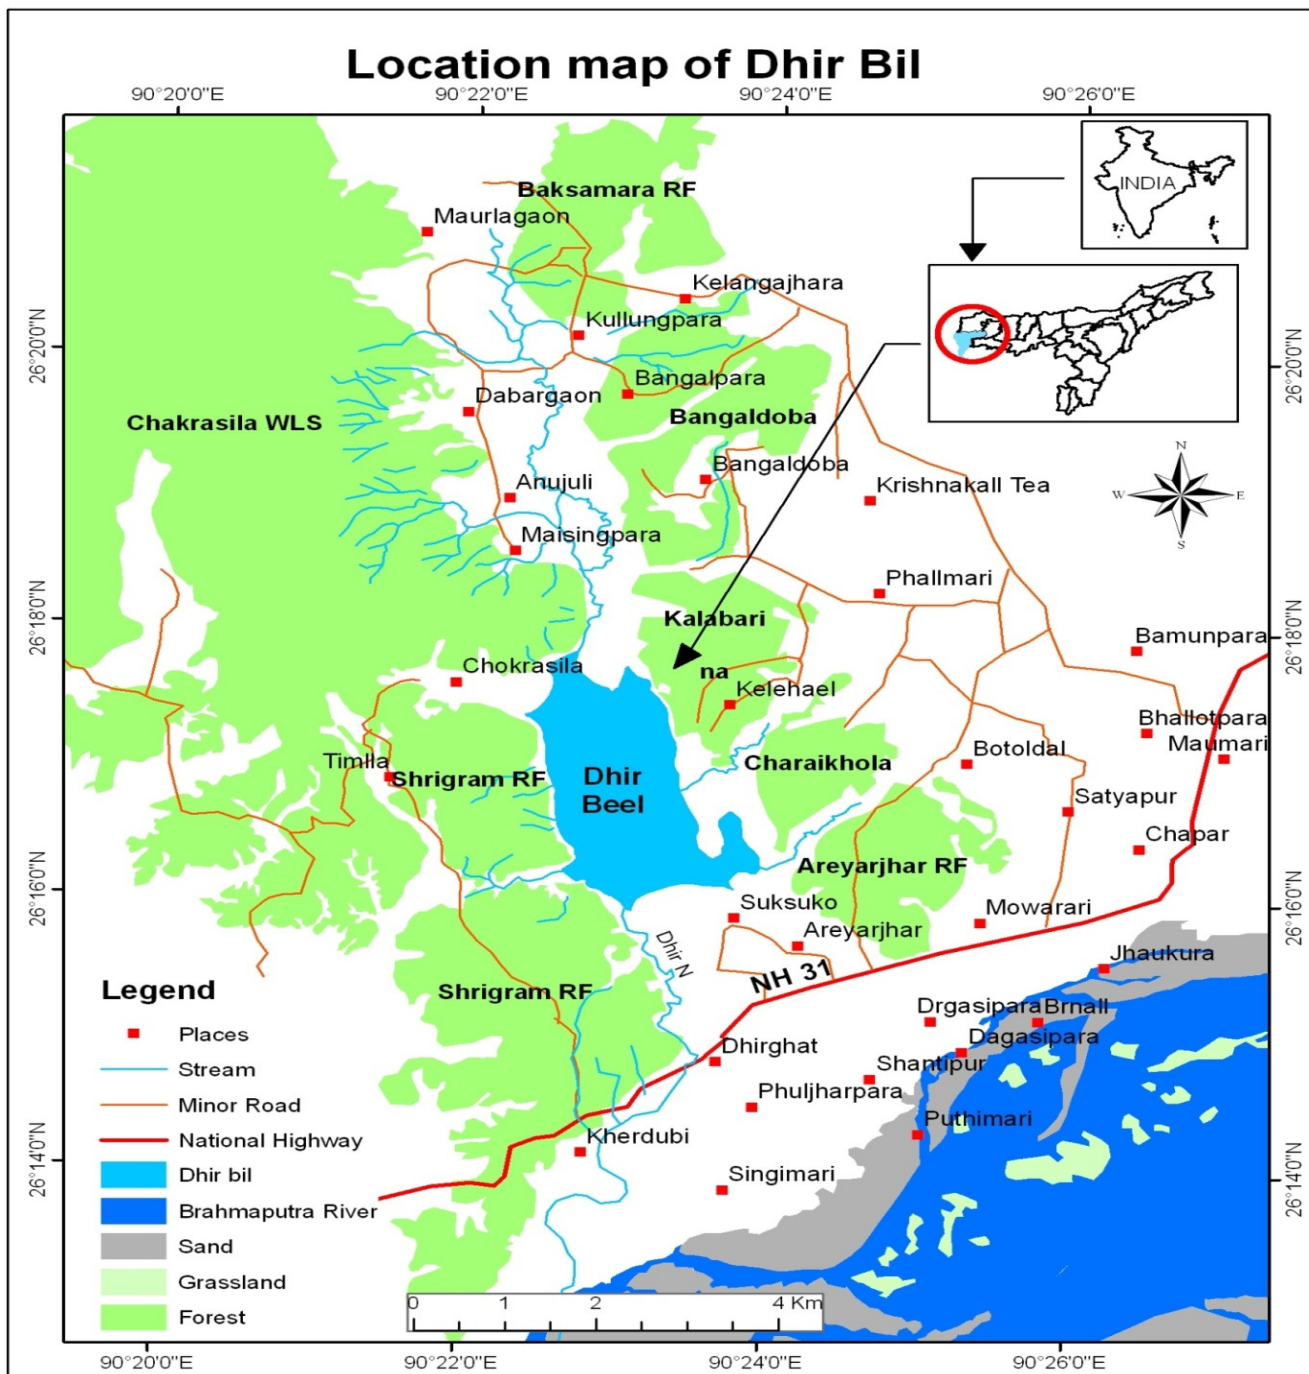 Location map of Dhir Bil
90°20'0"E 90°22'0"E 90°24'0"E 90°26'0"E
INDIA
Baksamara RF
Maurlagaon
Kelangajhara
Kullungpara
26°20'0"N
26°20'0"N
Bangalpara
Dabargaon
Chakrasila WLS
Bangaldoba
Bangaldoba
Anujuli
Krishnakall Tea
N
W E
S
Maisingpara
Phallmari
26°18'0"N
Kalabari
26°18'0"N
Bamunpara
Chokrasila
na
Kelehael
Bhallotpara
Maumari
Timlla
Shrigram RF
Dhir
Beel
Charaikhola
Botoldal
Satyapur
Chapar
Areyarjhar RF
26°16'0"N
Suksuko
Mowarari
26°16'0"N
Areyarjhar
Dhir N
Jhaukura
NH 31
Shrigram RF
Drgasipara
Brnall
Dagasipara
Dhirghat
Shantipur
Phuljharpara
Puthimari
Kherdubi
26°14'0"N
Singimari
26°14'0"N
Legend
Places
Stream
Minor Road
National Highway
Dhir bil
Brahmaputra River
Sand
Grassland
Forest
0 1 2 4 Km
90°20'0"E 90°22'0"E 90°24'0"E 90°26'0"E